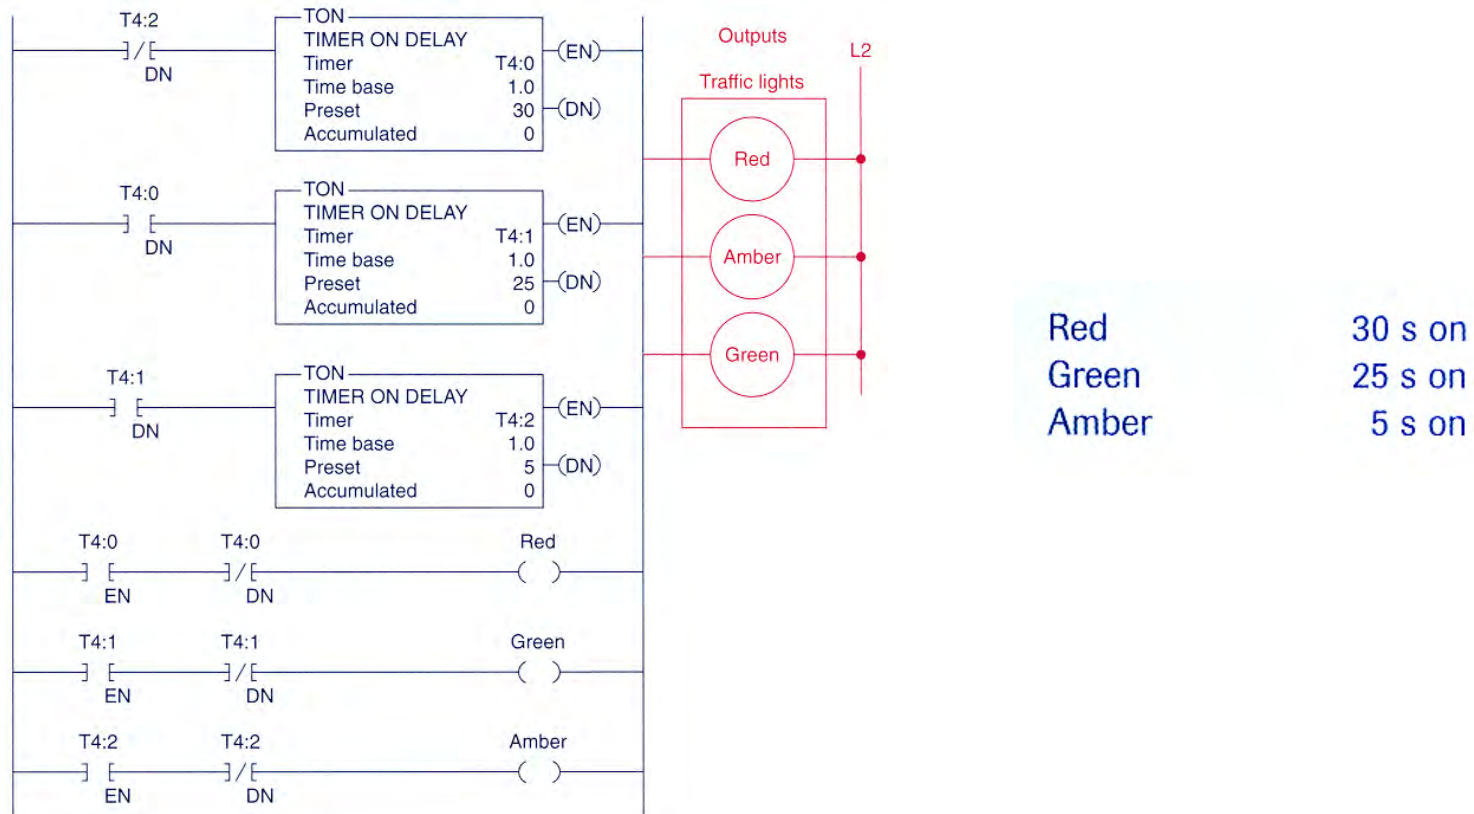 T4:2
DN
TON
TIMER ON DELAY
Timer T4:0
Time base 1.0
Preset 30
Accumulated 0
(EN)
(DN)
T4:0
DN
TON
TIMER ON DELAY
Timer T4:1
Time base 1.0
Preset 25
Accumulated 0
(EN)
(DN)
T4:1
DN
TON
TIMER ON DELAY
Timer T4:2
Time base 1.0
Preset 5
Accumulated 0
(EN)
(DN)
T4:0 T4:0 Red
EN DN
T4:1 T4:1 Green
EN DN
T4:2 T4:2 Amber
EN DN
Outputs
L2
Traffic lights
Red
Amber
Green
Red 30 s on
Green 25 s on
Amber 5 s on